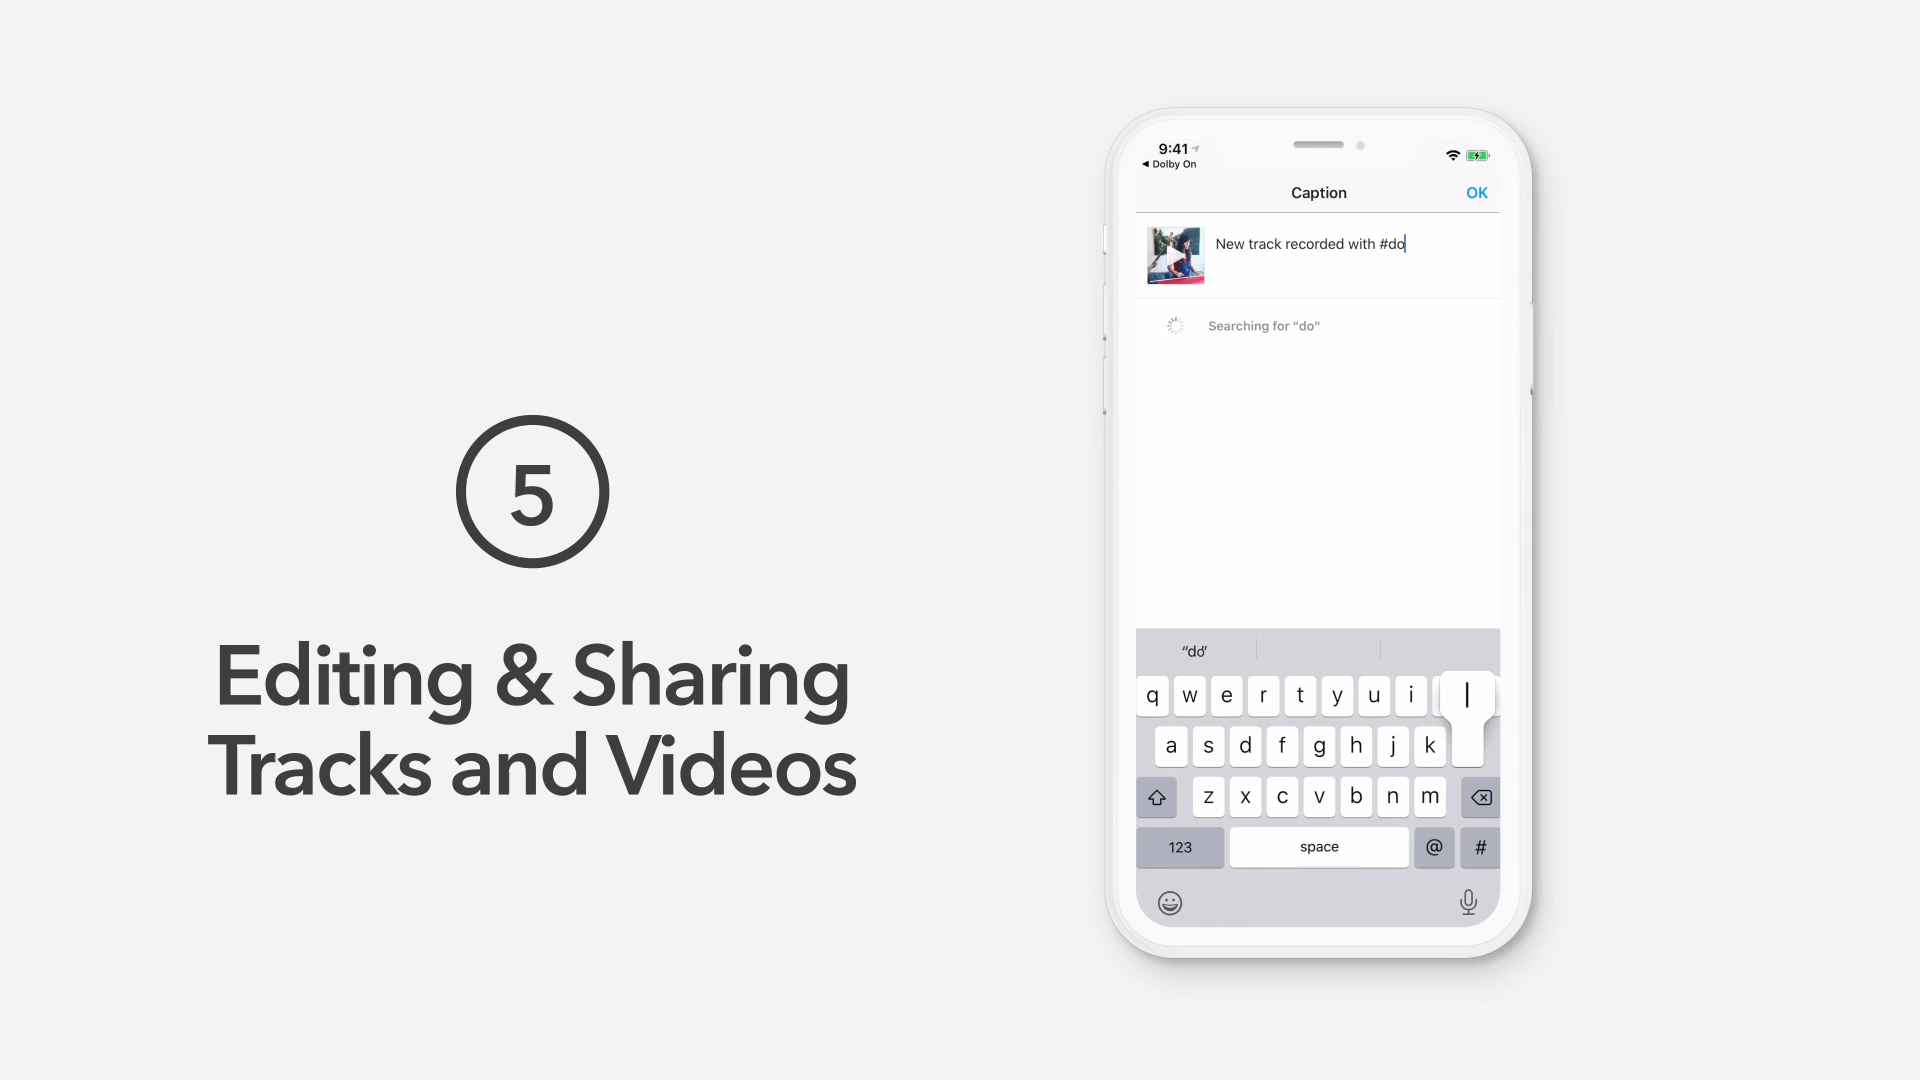 5
Editing & Sharing
Tracks and Videos
9:41
◀ Dolby On
Caption
OK
New track recorded with #do
Searching for "do"
“do”
q w e r t y u i l
a s d f g h j k
z x c v b n m
123 space @ #